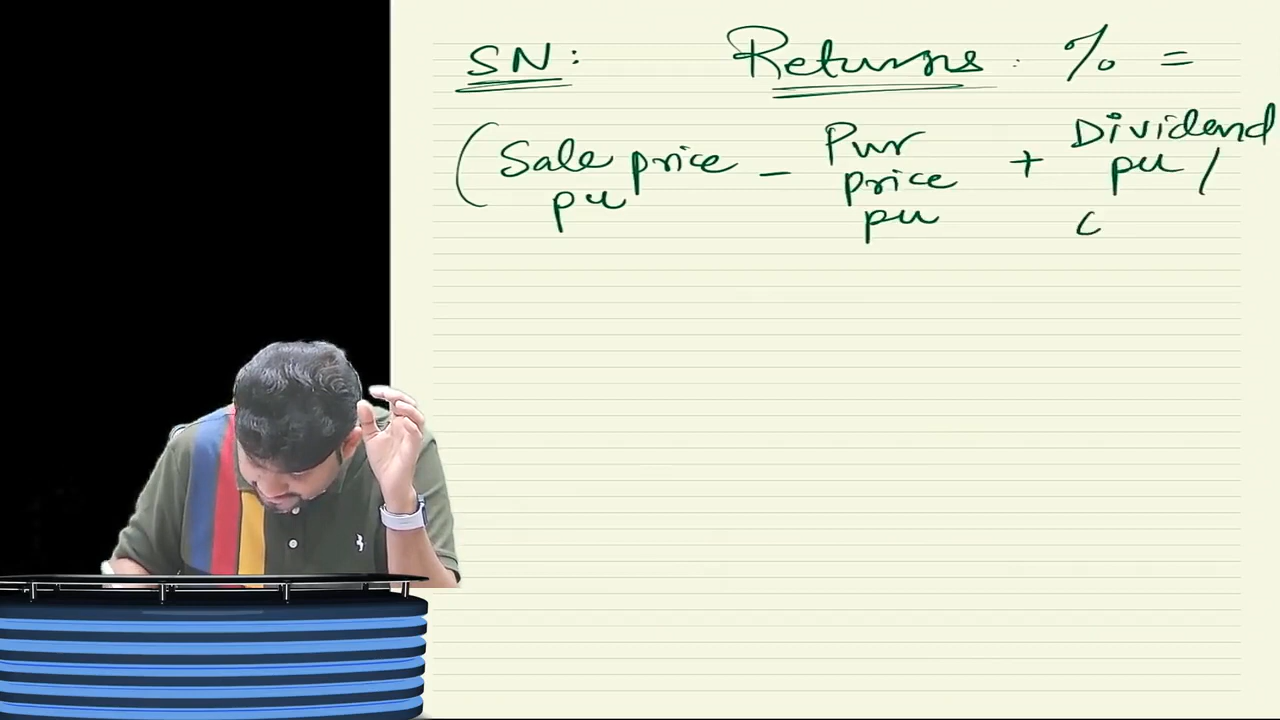 SN: Returns %=
(Sale price pu - Pur price pu + Dividend pu /
C